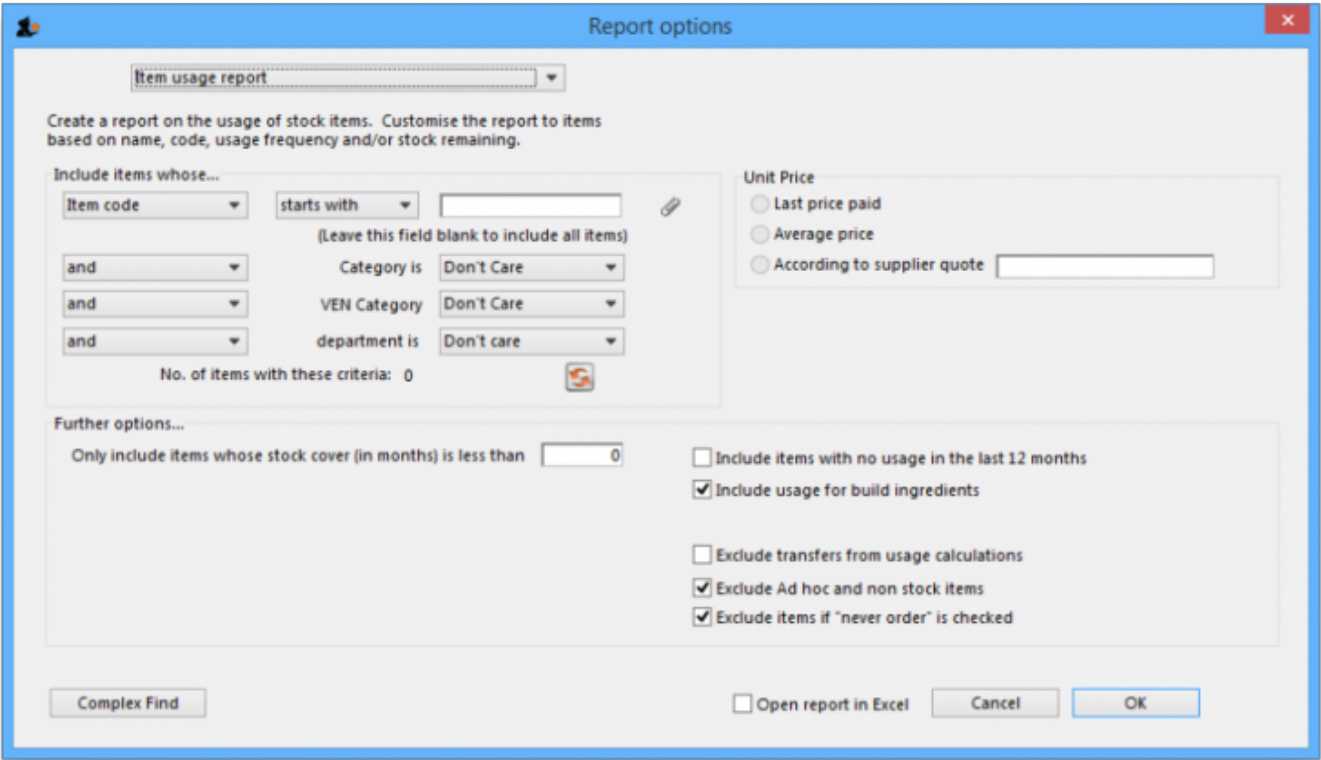 Report options
Item usage report
Create a report on the usage of stock items. Customise the report to items
based on name, code, usage frequency and/or stock remaining.
Include items whose...
Item code starts with
(Leave this field blank to include all items)
and Category is Don't Care
and VEN Category Don't Care
and department is Don't care
No. of items with these criteria: 0
Unit Price
Last price paid
Average price
According to supplier quote
Further options...
Only include items whose stock cover (in months) is less than 0
Include items with no usage in the last 12 months
Include usage for build ingredients
Exclude transfers from usage calculations
Exclude Ad hoc and non stock items
Exclude items if "never order" is checked
Complex Find
Open report in Excel
Cancel
OK